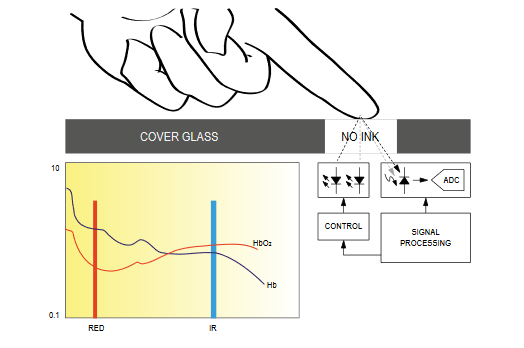 COVER GLASS
NO INK
10
HbO₂
Hb
0.1
RED
IR
ADC
CONTROL
SIGNAL
PROCESSING